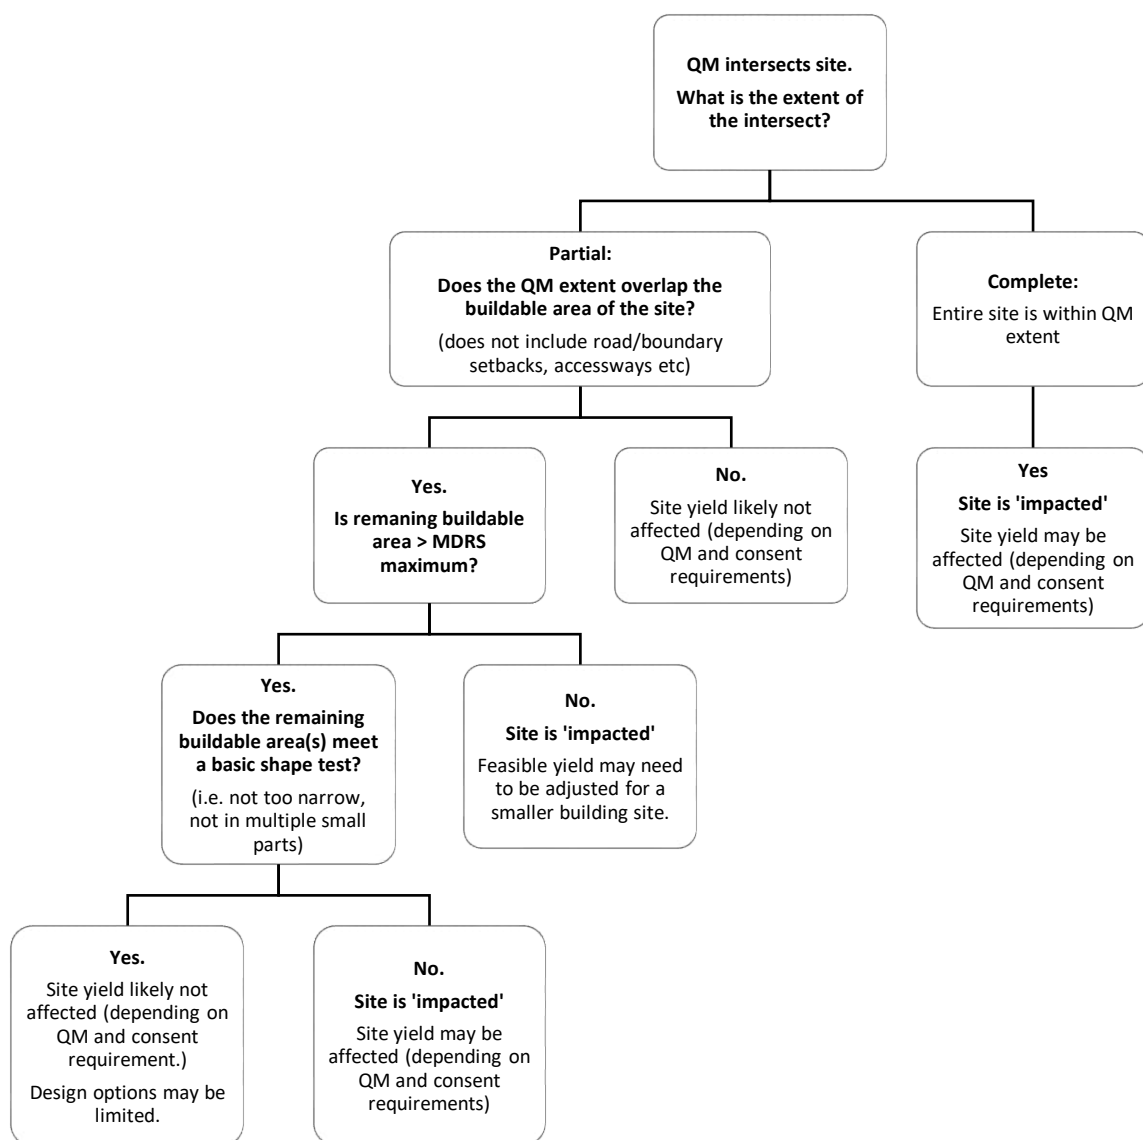 QM intersects site.
What is the extent of
the intersect?
Partial:
Does the QM extent overlap the
buildable area of the site?
(does not include road/boundary
setbacks, accessways etc)
Complete:
Entire site is within QM
extent
Yes.
Is remaning buildable
area > MDRS
maximum?
No.
Site yield likely not
affected (depending on
QM and consent
requirements)
Yes
Site is 'impacted'
Site yield may be
affected (depending on
QM and consent
requirements)
Yes.
Does the remaining
buildable area(s) meet
a basic shape test?
(i.e. not too narrow,
not in multiple small
parts)
No.
Site is 'impacted'
Feasible yield may need
to be adjusted for a
smaller building site.
Yes.
Site yield likely not
affected (depending on
QM and consent
requirement.)
Design options may be
limited.
No.
Site is 'impacted'
Site yield may be
affected (depending on
QM and consent
requirements)